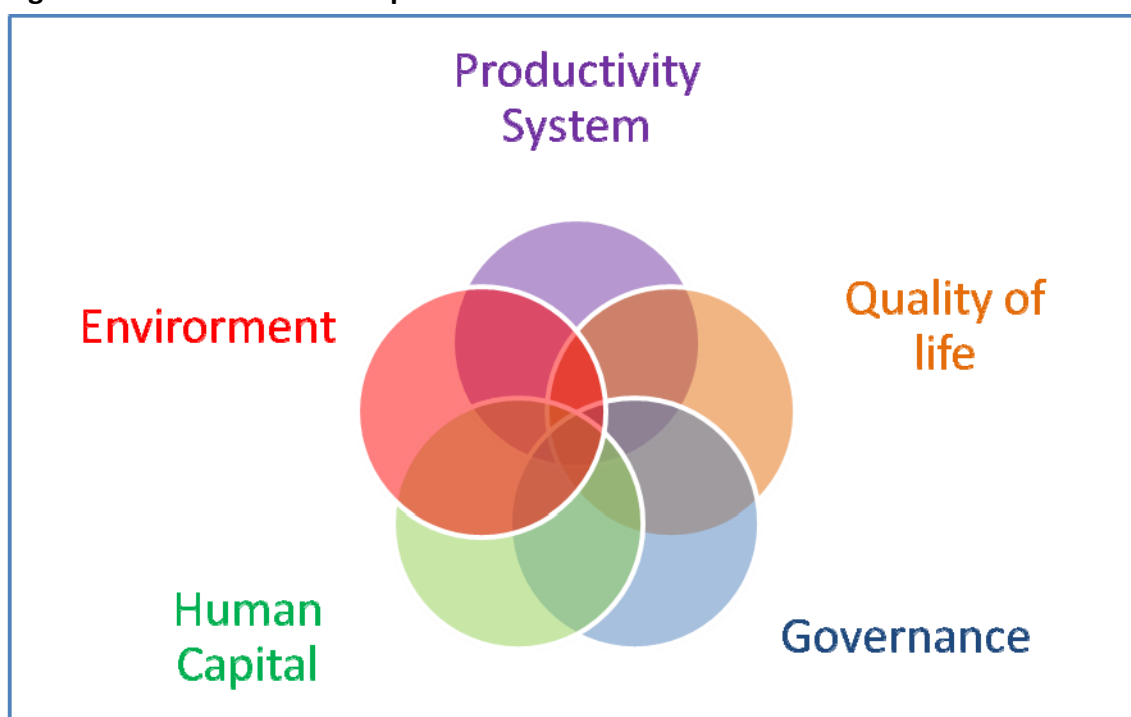 Productivity
System
Quality of
life
Envirorment
Human
Capital
Governance